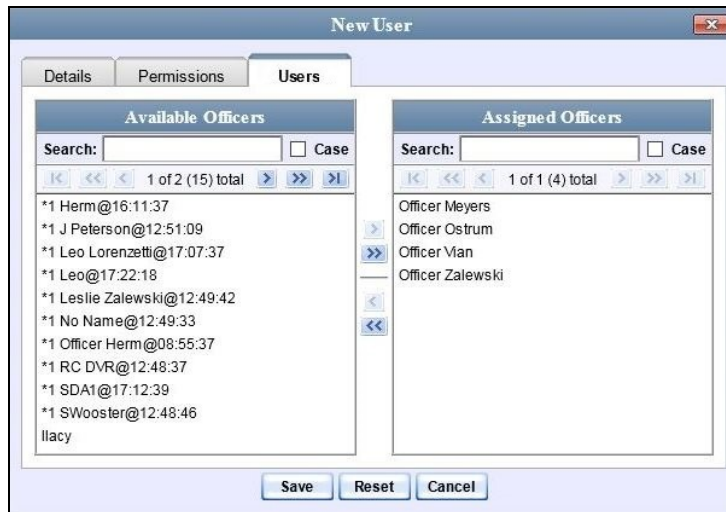 New User
Details Permissions Users
Available Officers
Search: Case
1 of 2 (15) total
*1 Herm@16:11:37
*1 J Peterson@12:51:09
*1 Leo Lorenzetti@17:07:37
*1 Leo@17:22:18
*1 Leslie Zalewski@12:49:42
*1 No Name@12:49:33
*1 Officer Herm@08:55:37
*1 RC DVR@12:48:37
*1 SDA1@17:12:39
*1 SWooster@12:48:46
llacy
Assigned Officers
Search: Case
1 of 1 (4) total
Officer Meyers
Officer Ostrum
Officer Vian
Officer Zalewski
Save Reset Cancel